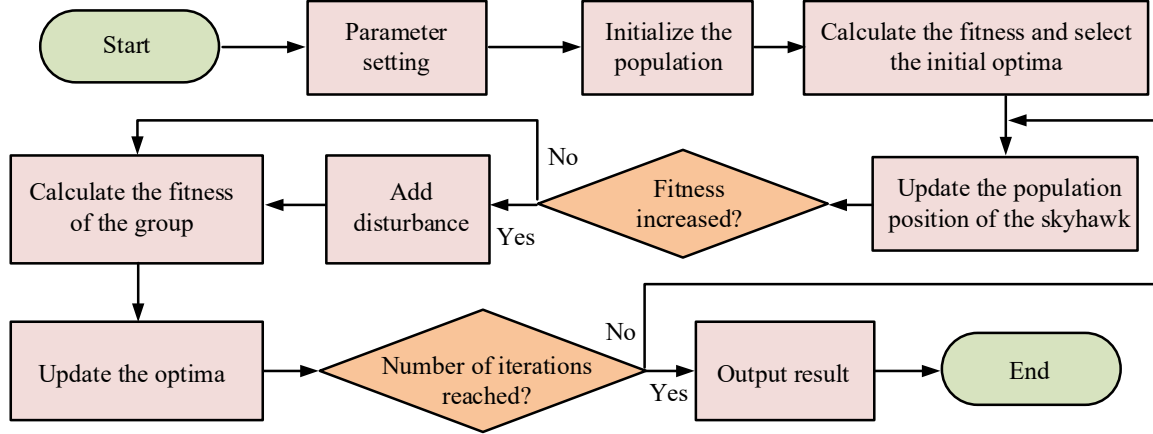 Start
Parameter
setting
Initialize the
population
Calculate the fitness and select
the initial optima
No
Calculate the fitness
of the group
Add
disturbance
Yes
Fitness
increased?
Update the population
position of the skyhawk
Update the optima
No
Number of iterations
reached?
Yes
Output result
End